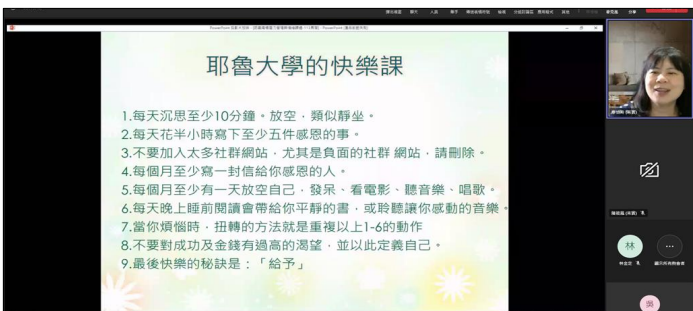 耶魯大學的快樂課
1.每天沉思至少10分鐘。放空，類似靜坐。
2.每天花半小時寫下至少五件感恩的事。
3.不要加入太多社群網站，尤其是負面的社群 網站，請刪除。
4.每個月至少寫一封信給你感恩的人。
5.每個月至少有一天放空自己，發呆、看電影、聽音樂、唱歌。
6.每天晚上睡前閱讀會帶給你平靜的書，或聆聽讓你感動的音樂。
7.當你煩惱時，扭轉的方法就是重複以上1-6的動作
8.不要對成功及金錢有過高的渴望，並以此定義自己。
9.最後快樂的秘訣是：「給予」
林
顯示所有參與者
吳